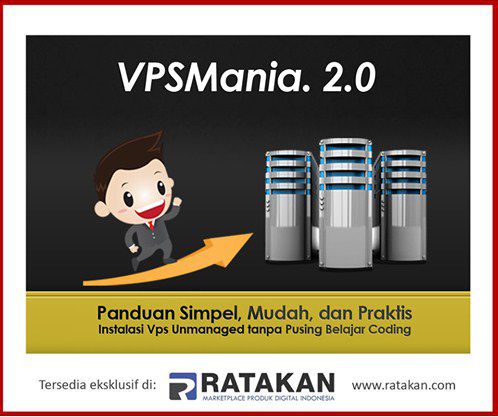 VPSMania. 2.0
Panduan Simpel, Mudah, dan Praktis
Instalasi Vps Unmanaged tanpa Pusing Belajar Coding
Tersedia eksklusif di: RATAKAN www.ratakan.com
MARKETPLACE PRODUK DIGITAL INDONESIA